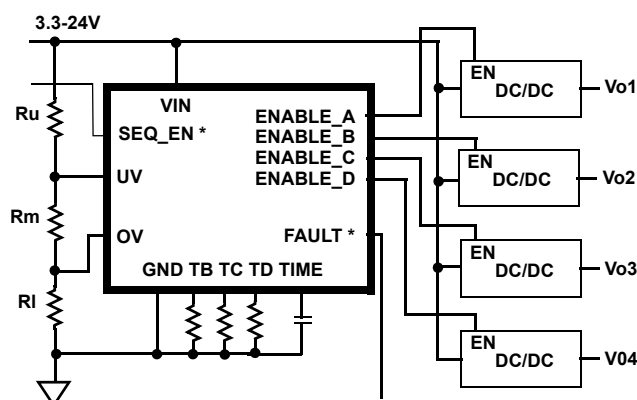 3.3-24V
VIN
SEQ_EN *
UV
OV
GND TB TC TD TIME
ENABLE_A
ENABLE_B
ENABLE_C
ENABLE_D
FAULT *
Ru
Rm
Rl
EN
DC/DC
Vo1
EN
DC/DC
Vo2
EN
DC/DC
Vo3
EN
DC/DC
V04